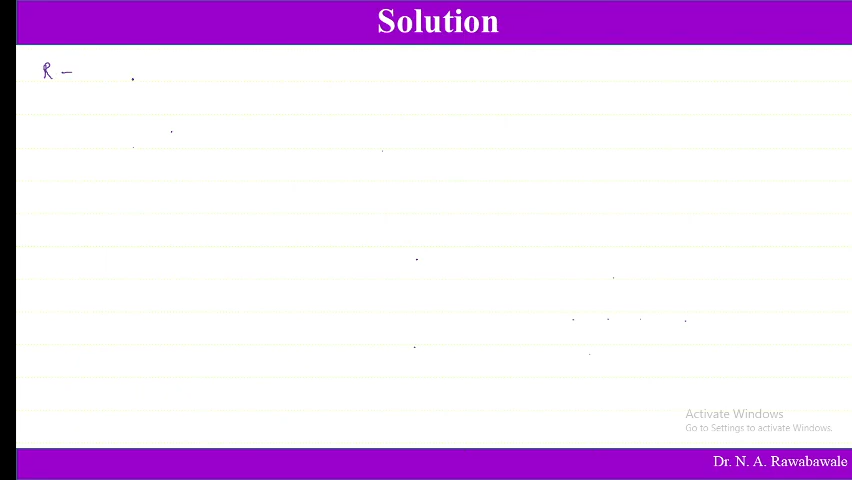 Solution
R –
Activate Windows
Go to Settings to activate Windows.
Dr. N. A. Rawabawale